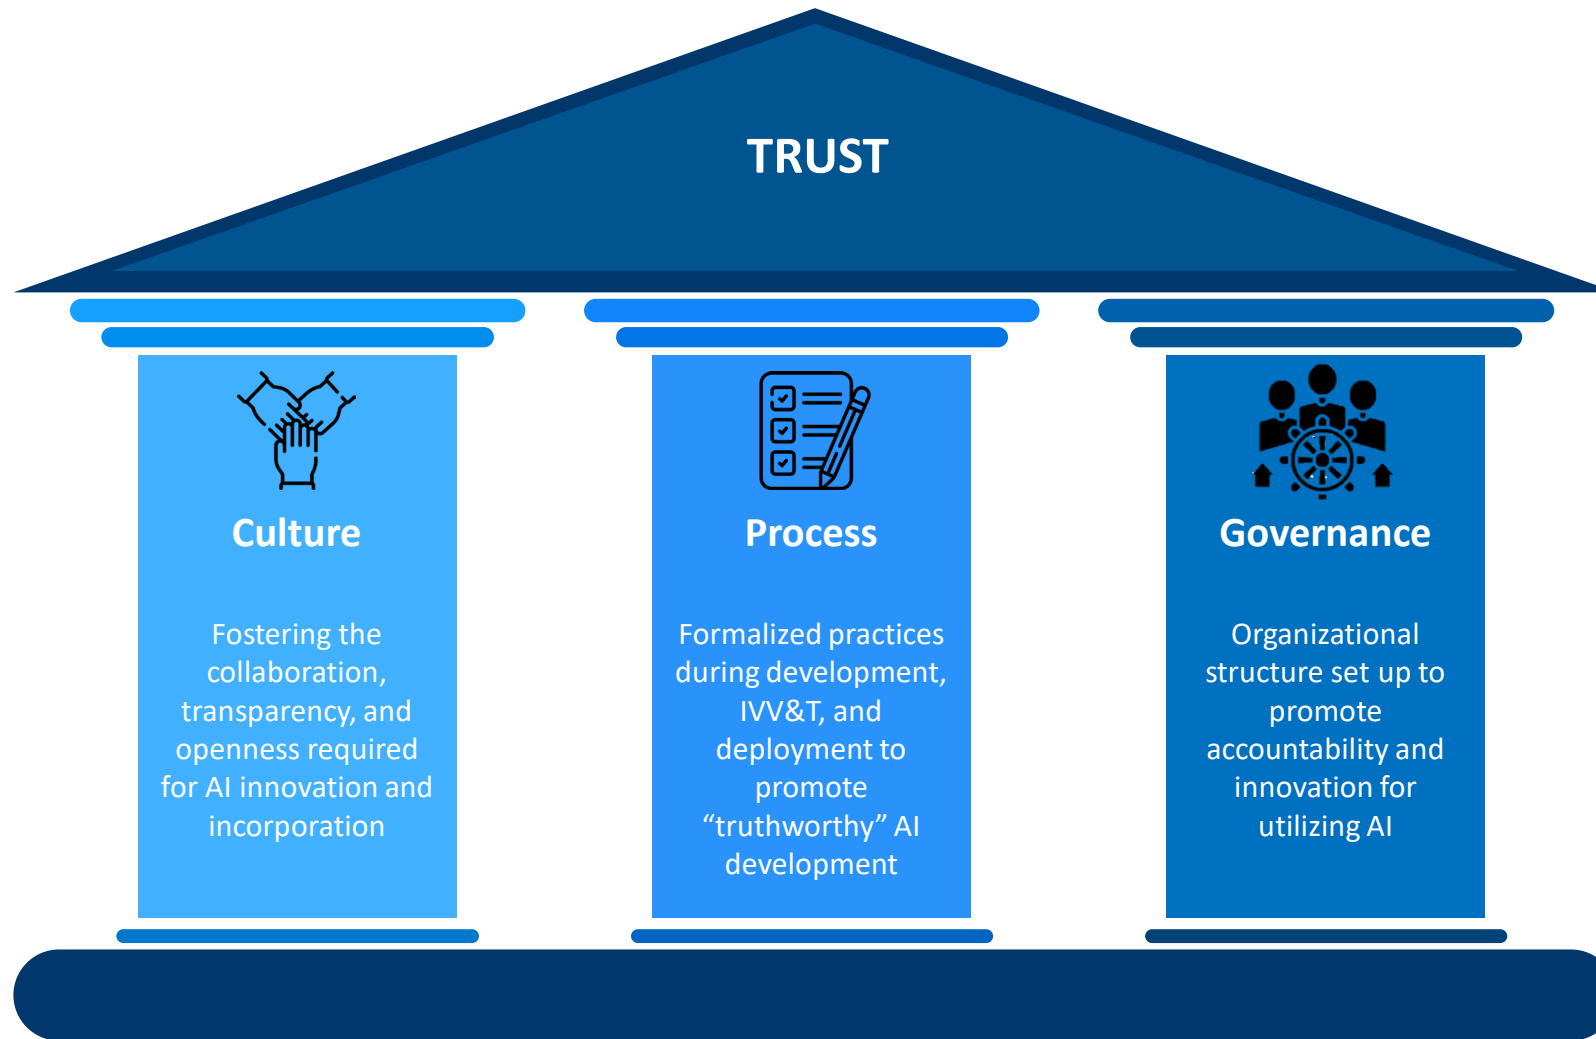 TRUST
Culture
Fostering the
collaboration,
transparency, and
openness required
for AI innovation and
incorporation
Process
Formalized practices
during development,
IVV&T, and
deployment to
promote
“truthworthy” AI
development
Governance
Organizational
structure set up to
promote
accountability and
innovation for
utilizing AI